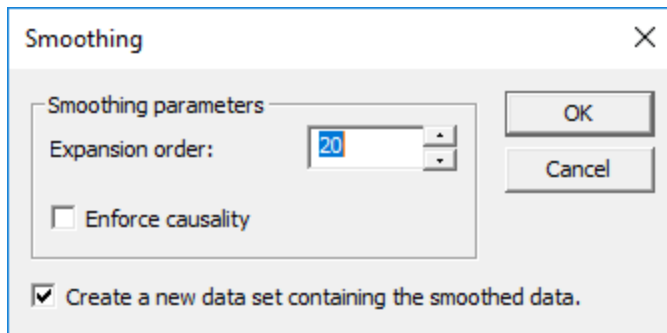 Smoothing
Smoothing parameters
Expansion order:
20
Enforce causality
Create a new data set containing the smoothed data.
OK
Cancel